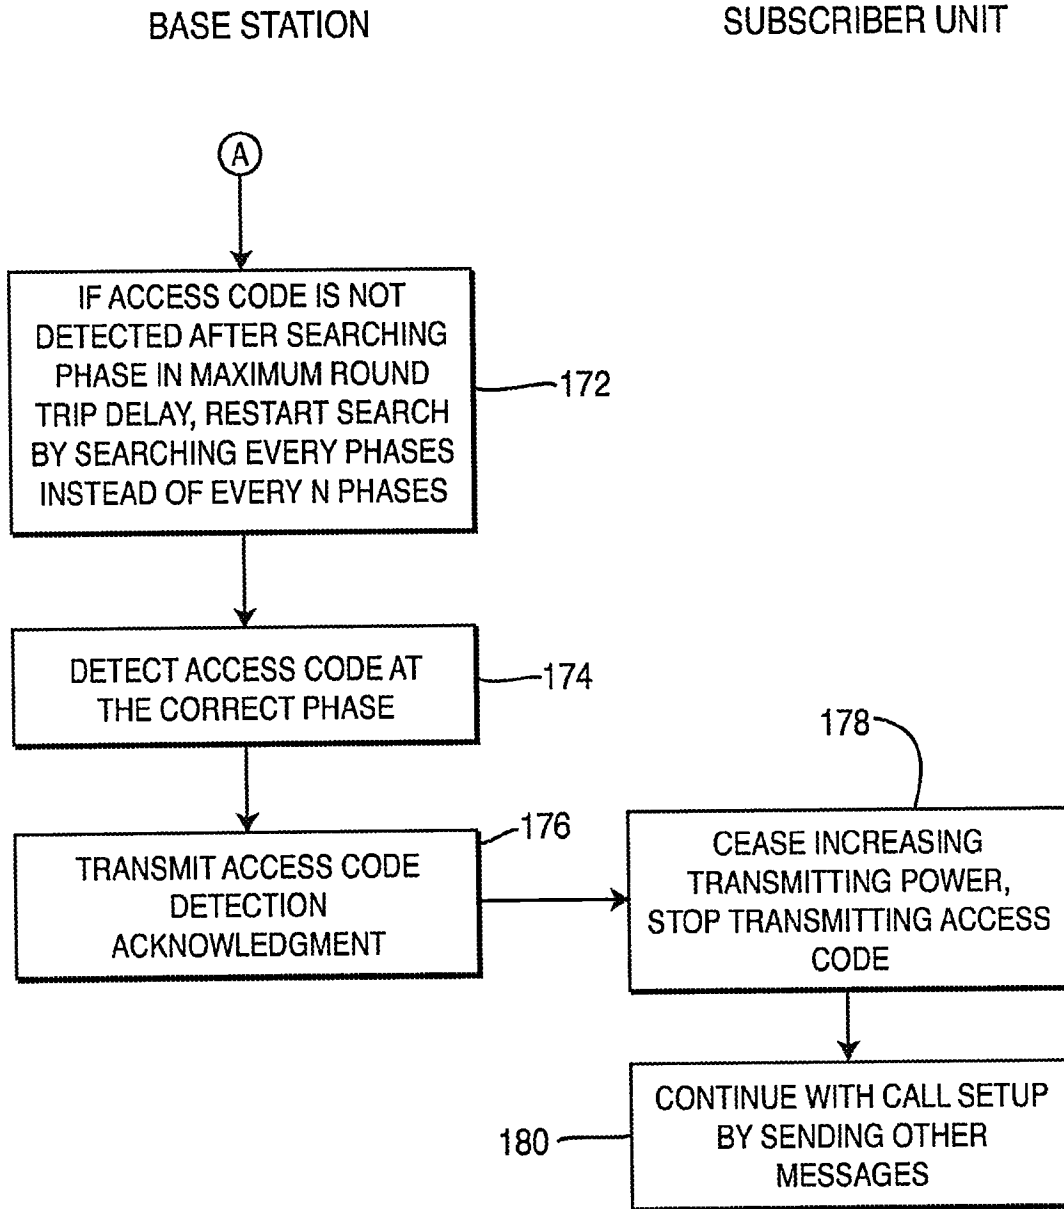 BASE STATION
SUBSCRIBER UNIT
A
IF ACCESS CODE IS NOT
DETECTED AFTER SEARCHING
PHASE IN MAXIMUM ROUND
TRIP DELAY, RESTART SEARCH
BY SEARCHING EVERY PHASES
INSTEAD OF EVERY N PHASES
172
DETECT ACCESS CODE AT
THE CORRECT PHASE
174
TRANSMIT ACCESS CODE
DETECTION
ACKNOWLEDGMENT
176
178
CEASE INCREASING
TRANSMITTING POWER,
STOP TRANSMITTING ACCESS
CODE
180
CONTINUE WITH CALL SETUP
BY SENDING OTHER
MESSAGES